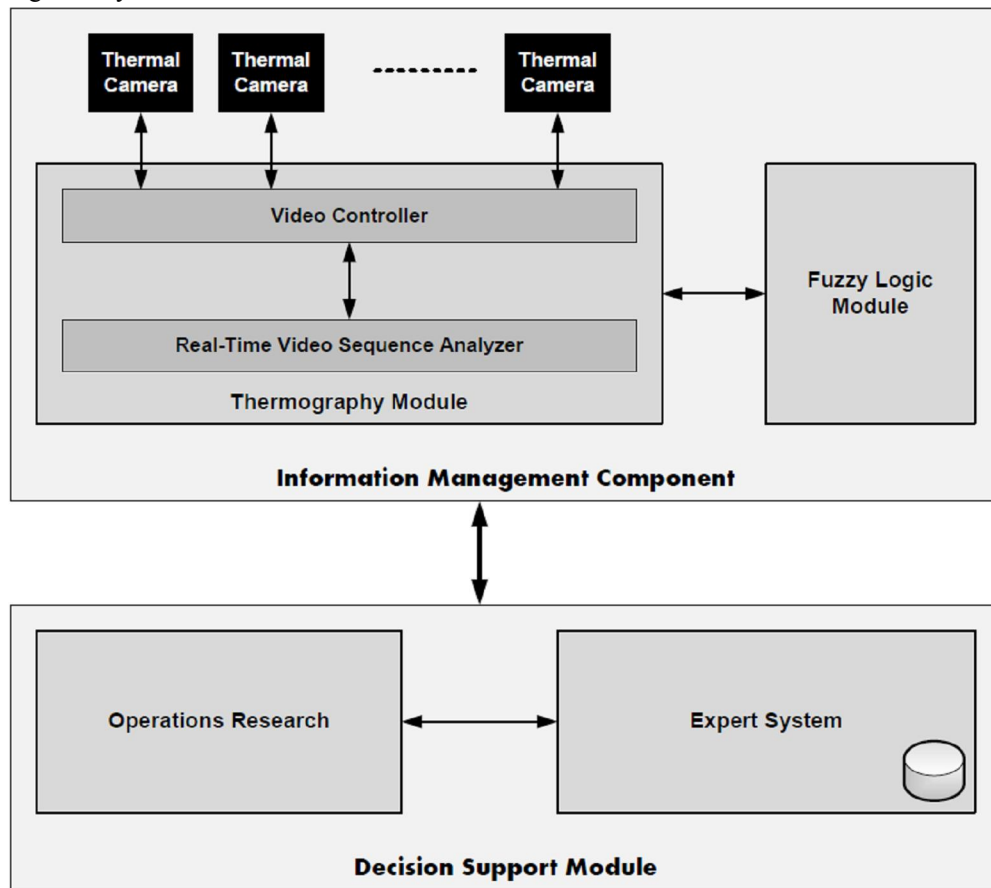 Thermal
Camera
Thermal
Camera
Thermal
Camera
Video Controller
Fuzzy Logic
Module
Real-Time Video Sequence Analyzer
Thermography Module
Information Management Component
Operations Research
Expert System
Decision Support Module